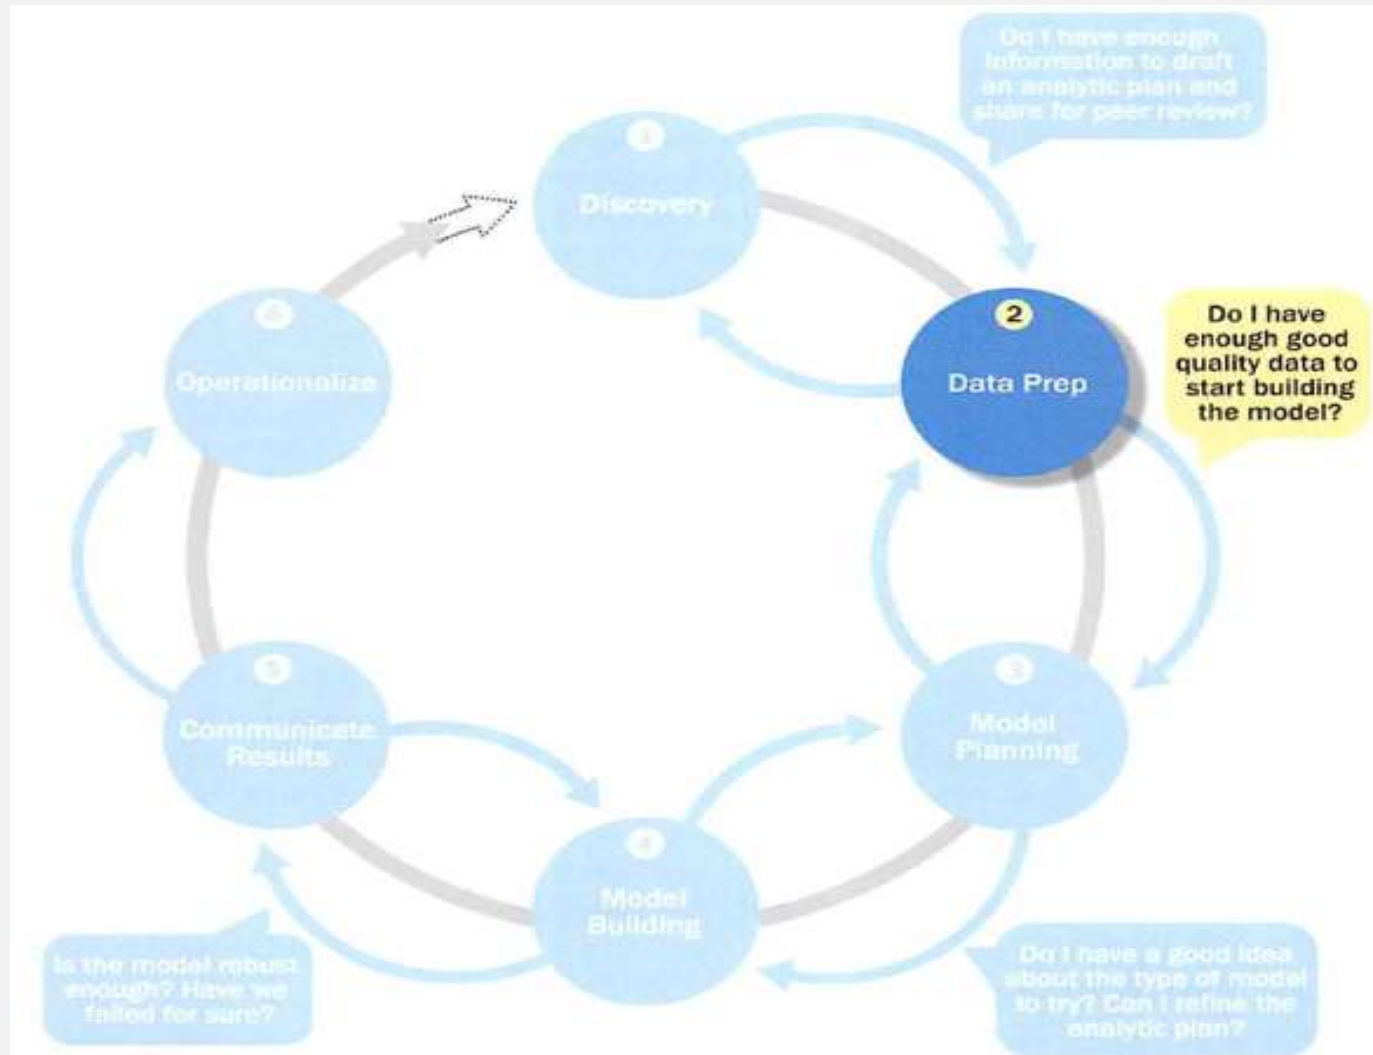 Do I have enough
information to draft
an analytic plan and
share for peer review?
1
Discovery
2
Data Prep
Do I have
enough good
quality data to
start building
the model?
6
Operationalize
3
Model
Planning
5
Communicate
Results
4
Model
Building
Is the model robust
enough? Have we
failed for sure?
Do I have a good idea
about the type of model
to try? Can I refine the
analytic plan?